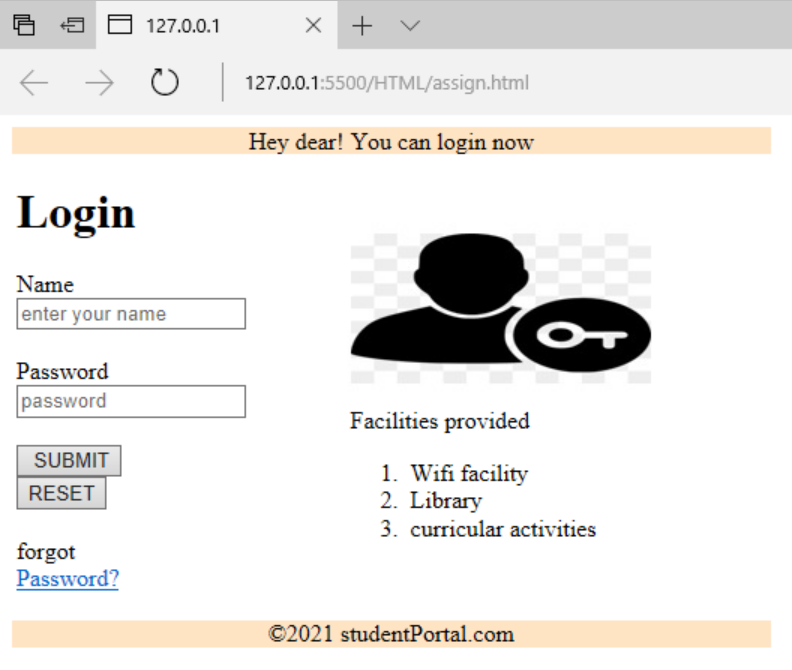 127.0.0.1
127.0.0.1:5500/HTML/assign.html
Hey dear! You can login now
Login
Name
enter your name
Password
password
SUBMIT
RESET
forgot
Password?
Facilities provided
1. Wifi facility
2. Library
3. curricular activities
©2021 studentPortal.com